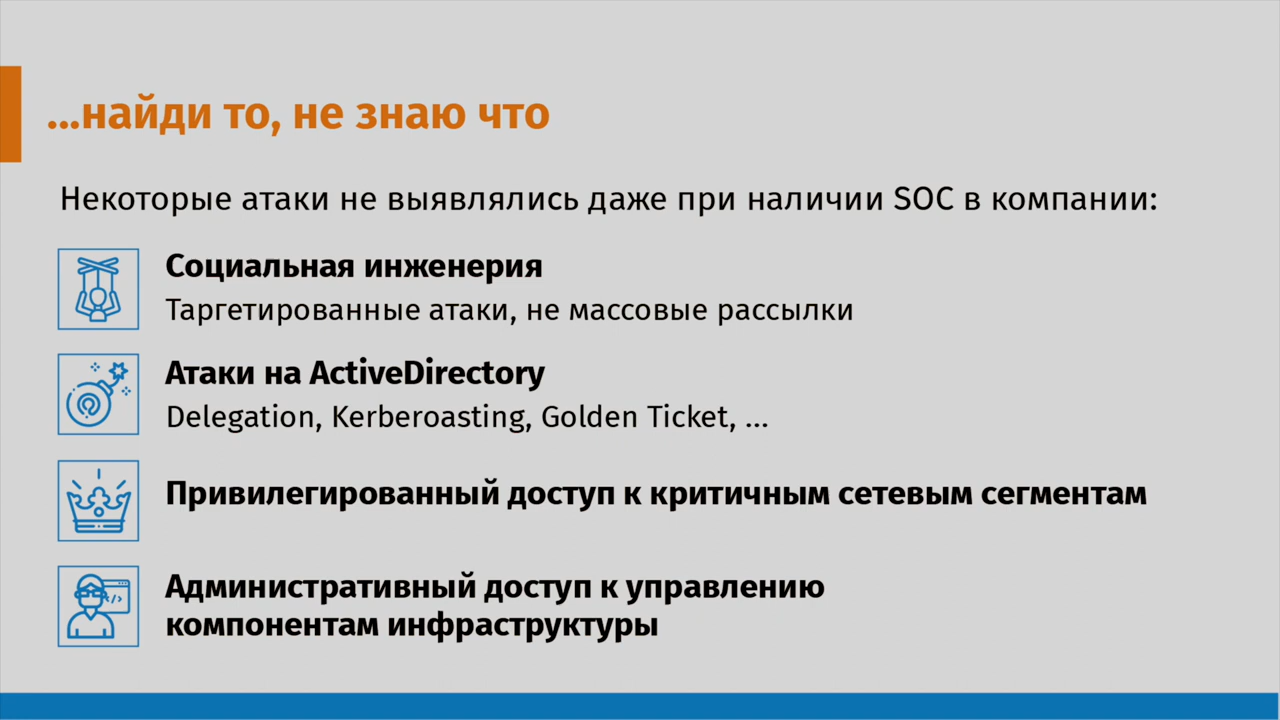 ...найди то, не знаю что
Некоторые атаки не выявлялись даже при наличии SOC в компании:
Социальная инженерия
Таргетированные атаки, не массовые рассылки
Атаки на ActiveDirectory
Delegation, Kerberoasting, Golden Ticket, ...
Привилегированный доступ к критичным сетевым сегментам
Административный доступ к управлению
компонентам инфраструктуры